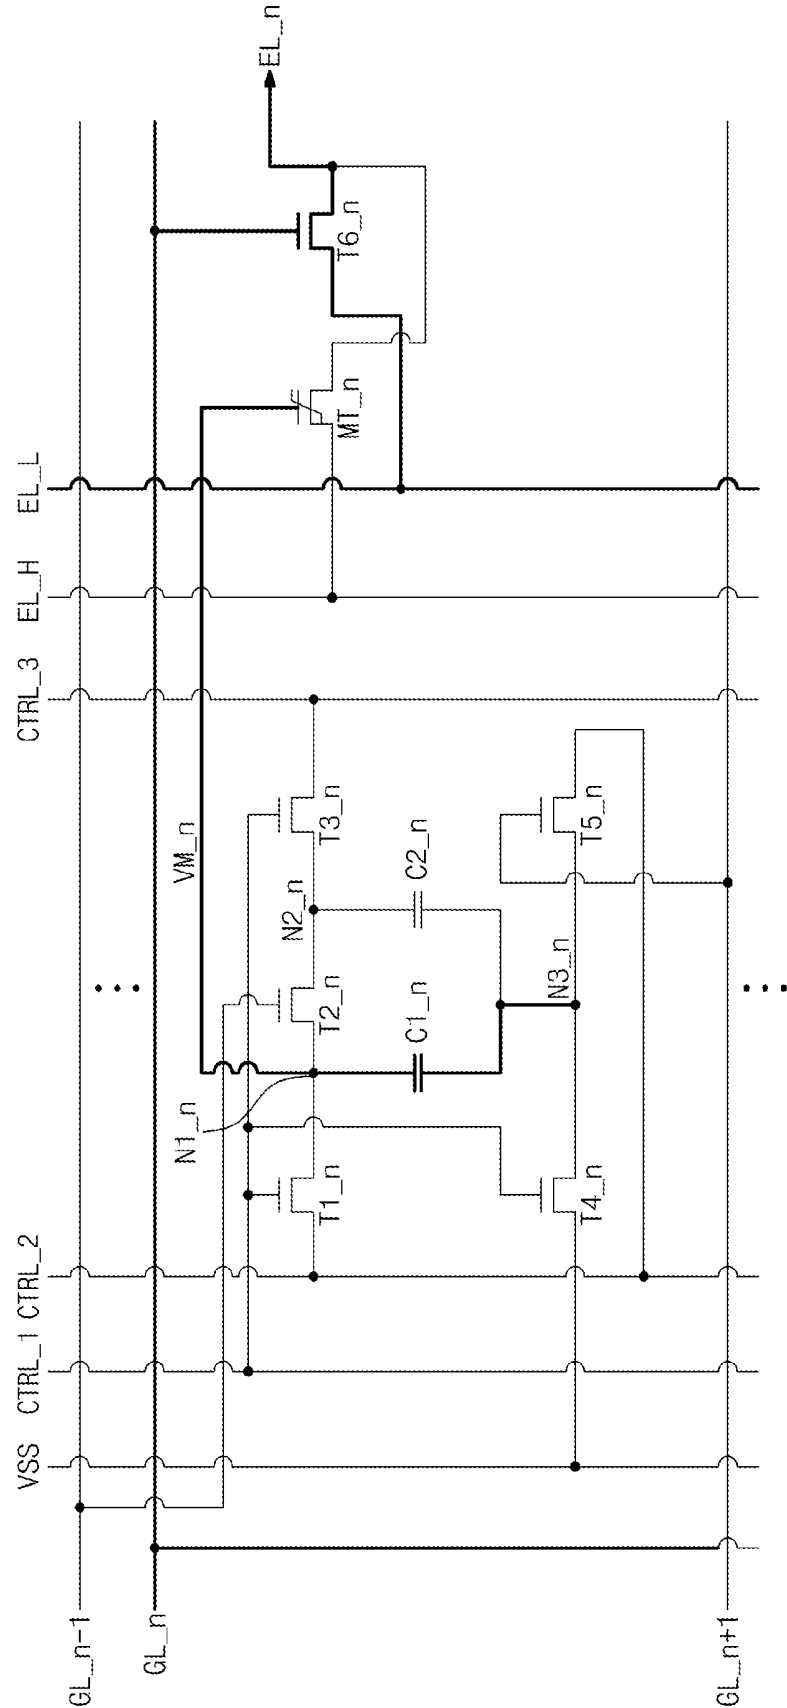 GL_n-1
GL_n
GL_n+1
VSS
CTRL_1
CTRL_2
CTRL_3
EL_H
EL_L
EL_n
N1_n
VM_n
T1_n
T2_n
N2_n
T3_n
C1_n
C2_n
T4_n
N3_n
T5_n
MT_n
T6_n